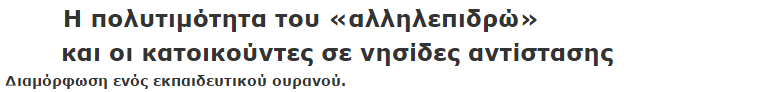 Η πολυτιμότητα του «αλληλεπιδρώ»
και οι κατοικούντες σε νησίδες αντίστασης
Διαμόρφωση ενός εκπαιδευτικού ουρανού.